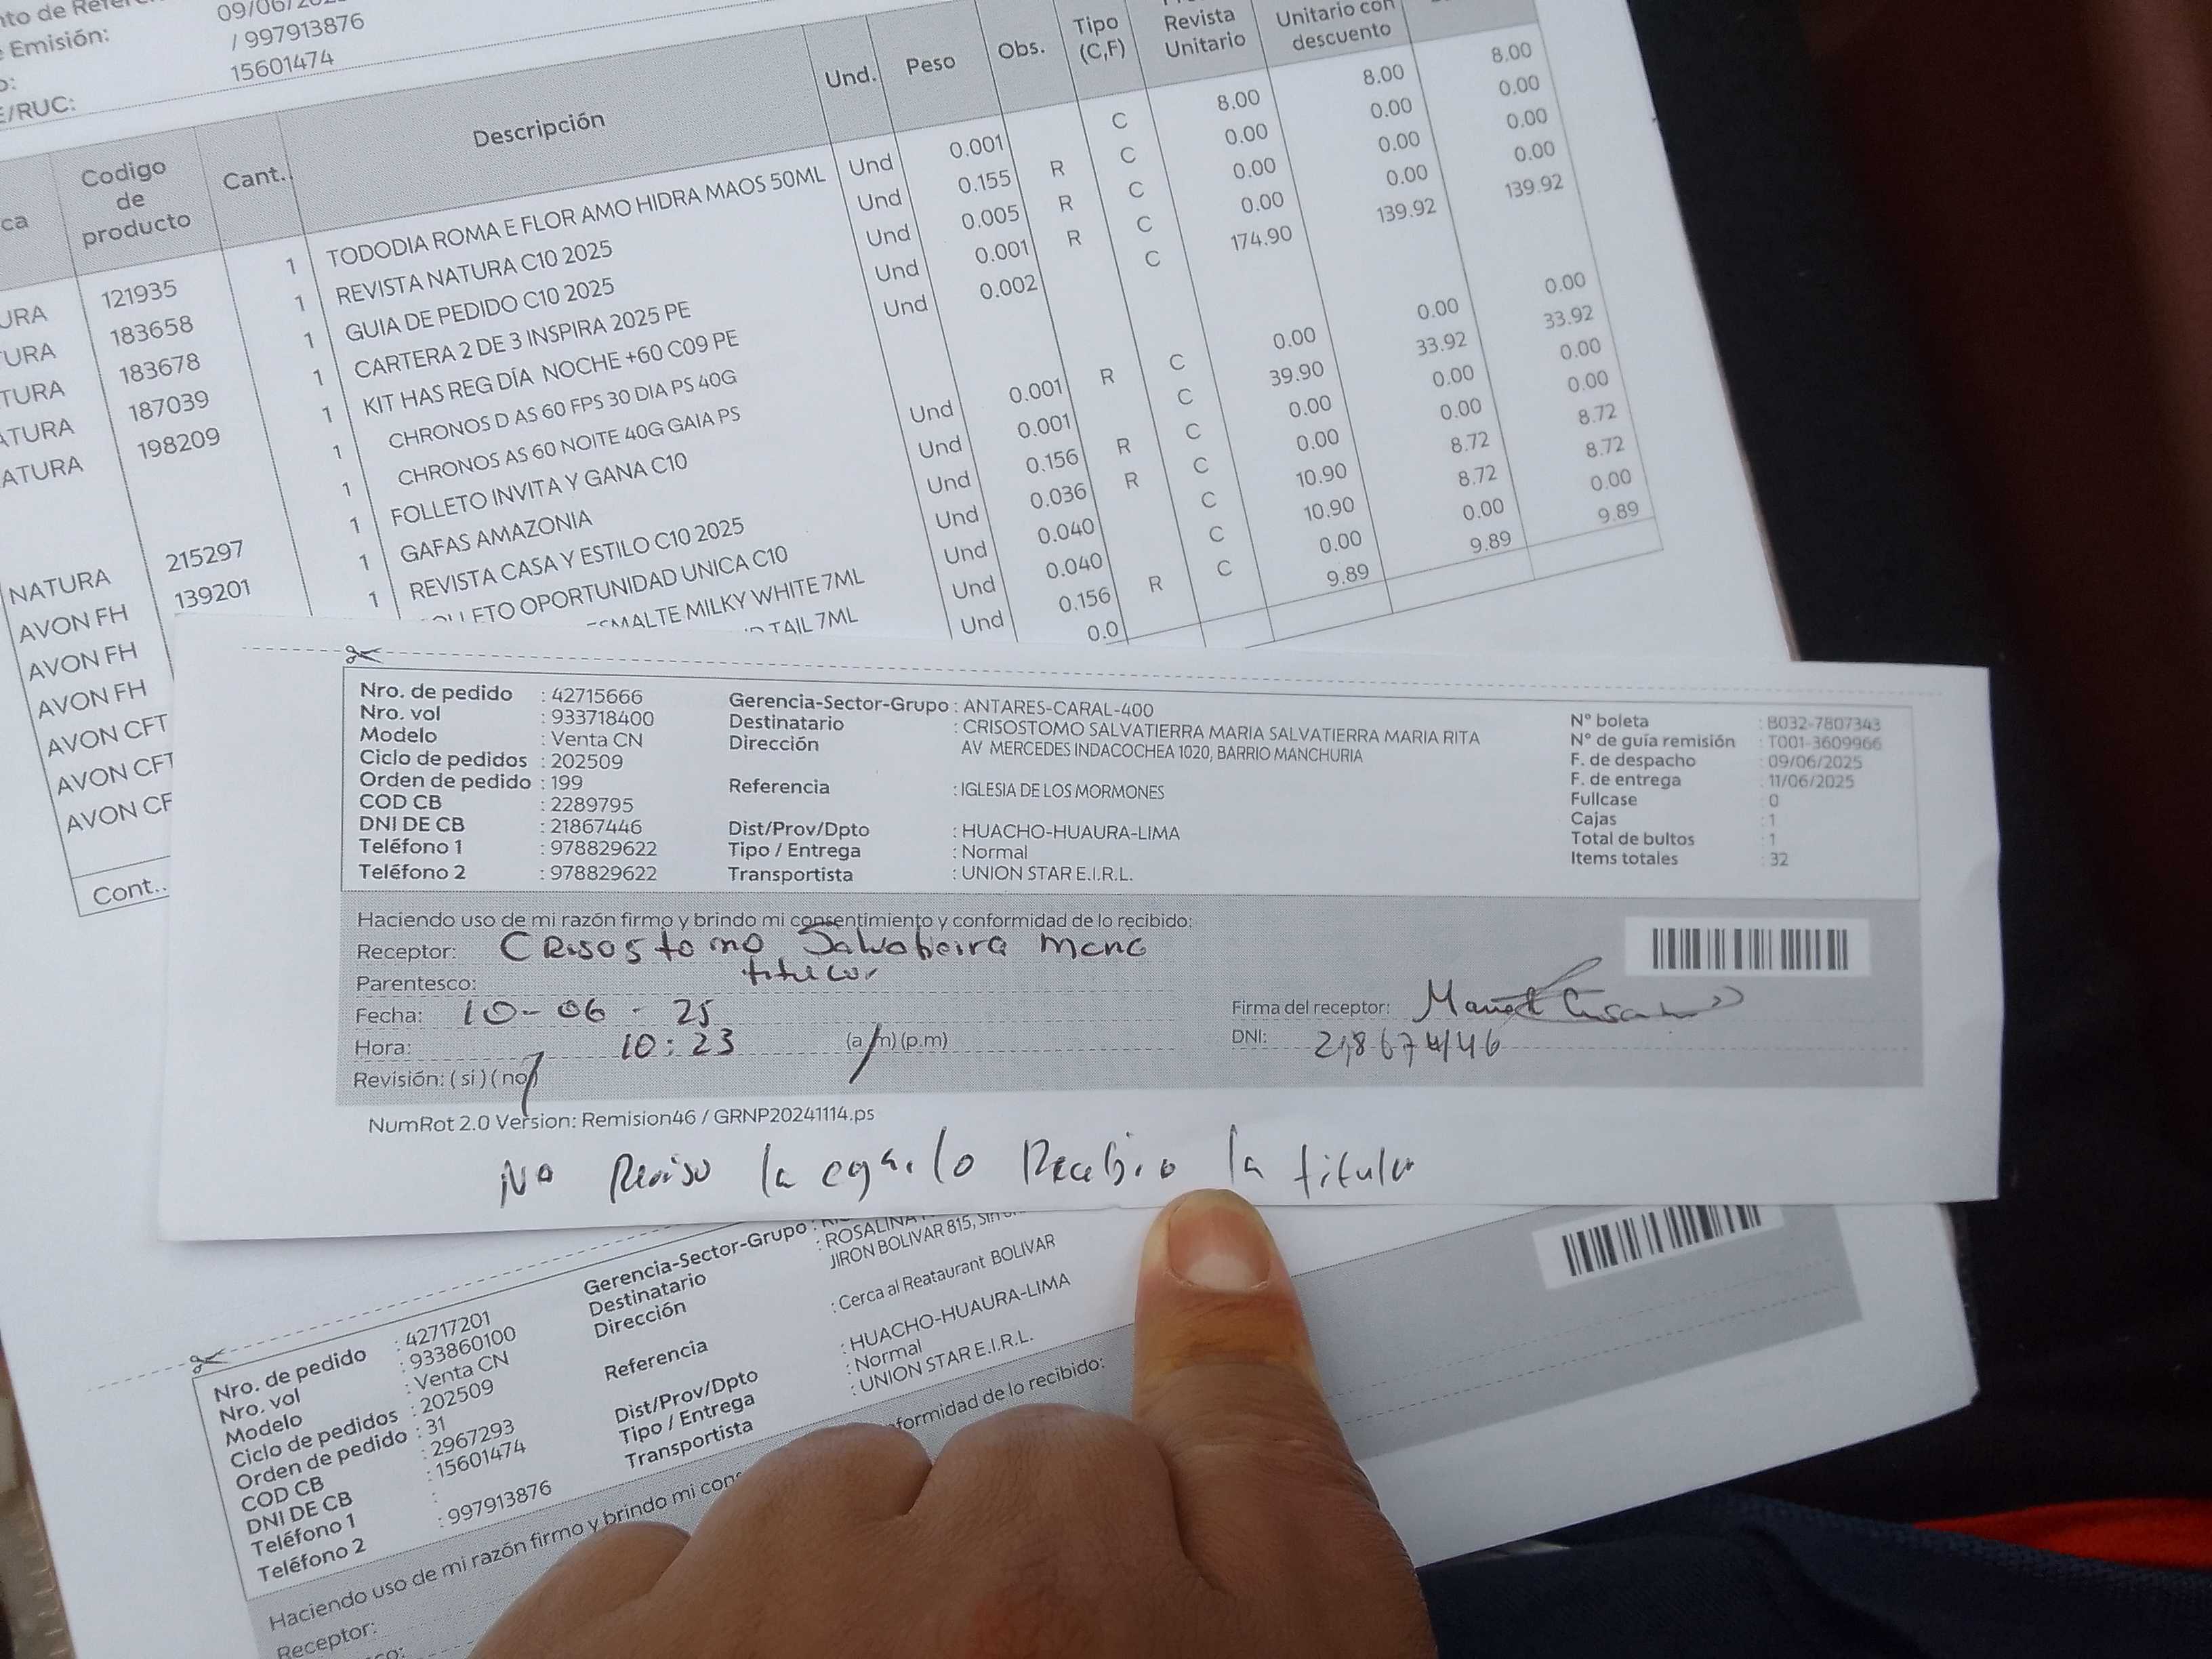 / 997913876
e Emisión:
15601474
E/RUC:
Codigo de producto Cant. Descripción Und. Peso Obs. Tipo (C,F) Revista Unitario Unitario con descuento
121935 1 TODODIA ROMA E FLOR AMO HIDRA MAOS 50ML Und 0.001 C 8.00 8.00 8.00
183658 1 REVISTA NATURA C10 2025 Und 0.155 R C 0.00 0.00 0.00
183678 1 GUIA DE PEDIDO C10 2025 Und 0.005 R C 0.00 0.00 0.00
187039 1 CARTERA 2 DE 3 INSPIRA 2025 PE Und 0.001 R C 0.00 0.00 0.00
198209 1 KIT HAS REG DÍA NOCHE +60 C09 PE Und 0.002 C 174.90 139.92 139.92
1 CHRONOS D AS 60 FPS 30 DIA PS 40G
1 CHRONOS AS 60 NOITE 40G GAIA PS
NATURA 215297 1 FOLLETO INVITA Y GANA C10 Und 0.001 R C 0.00 0.00 0.00
AVON FH 139201 1 GAFAS AMAZONIA Und 0.001 C 39.90 33.92 33.92
AVON FH 1 REVISTA CASA Y ESTILO C10 2025 Und 0.156 R C 0.00 0.00 0.00
AVON FH OPORTUNIDAD UNICA C10 Und 0.036 R C 0.00 0.00 0.00
AVON CFT MILKY WHITE 7ML Und 0.040 C 10.90 8.72 8.72
AVON CFT TAIL 7ML Und 0.040 C 10.90 8.72 8.72
AVON CF Und 0.156 R C 0.00 0.00 0.00
9.89 9.89 9.89
Cont..
Nro. de pedido : 42715666 Gerencia-Sector-Grupo : ANTARES-CARAL-400 N° boleta : B032-7807343
Nro. vol : 933718400 Destinatario : CRISOSTOMO SALVATIERRA MARIA SALVATIERRA MARIA RITA N° de guía remisión : T001-3609966
Modelo : Venta CN Dirección AV MERCEDES INDACOCHEA 1020, BARRIO MANCHURIA F. de despacho : 09/06/2025
Ciclo de pedidos : 202509 F. de entrega : 11/06/2025
Orden de pedido : 199 Referencia : IGLESIA DE LOS MORMONES Fullcase : 0
COD CB : 2289795 Cajas : 1
DNI DE CB : 21867446 Dist/Prov/Dpto : HUACHO-HUAURA-LIMA Total de bultos : 1
Teléfono 1 : 978829622 Tipo / Entrega : Normal Items totales : 32
Teléfono 2 : 978829622 Transportista : UNION STAR E.I.R.L.
Haciendo uso de mi razón firmo y brindo mi consentimiento y conformidad de lo recibido:
Receptor: Crisostomo
Parentesco:
Fecha: 10-06-25 Firma del receptor:
Hora: 10:23 (a.m) (p.m) DNI: 21867446
Revisión: ( si ) ( no )
NumRot 2.0 Version: Remision46 / GRNP20241114.ps
No Reviso la Recibio la titular
Nro. de pedido : 42717201 Gerencia-Sector-Grupo :
Nro. vol : 933860100 Destinatario : ROSALINA
Modelo : Venta CN Dirección JIRON BOLIVAR 815,
Ciclo de pedidos : 202509
Orden de pedido : 31 Referencia : Cerca al Reataurant BOLIVAR
COD CB : 2967293
DNI DE CB : 15601474 Dist/Prov/Dpto : HUACHO-HUAURA-LIMA
Teléfono 1 : Tipo / Entrega : Normal
Teléfono 2 : 997913876 Transportista : UNION STAR E.I.R.L.
Haciendo uso de mi razón firmo y brindo mi cons nformidad de lo recibido:
Receptor: